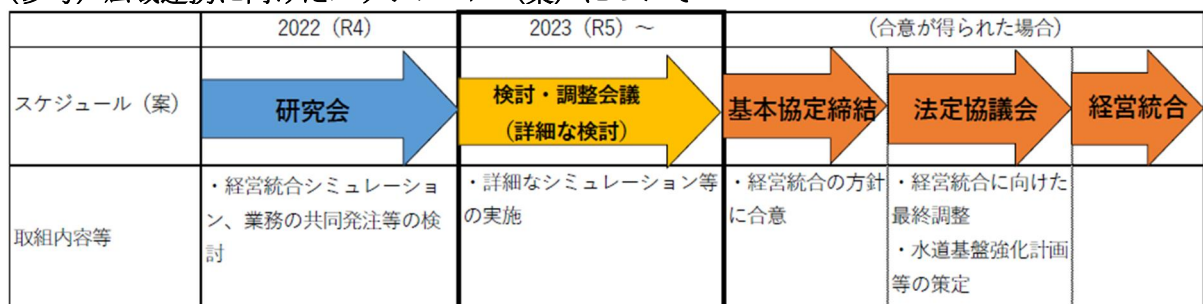 2022（R4）
2023（R5）～
（合意が得られた場合）
スケジュール（案）
研究会
検討・調整会議
（詳細な検討）
基本協定締結
法定協議会
経営統合
取組内容等
・経営統合シミュレーショ
ン、業務の共同発注等の検
討
・詳細なシミュレーション等
の実施
・経営統合の方針
に合意
・経営統合に向けた
最終調整
・水道基盤強化計画
等の策定